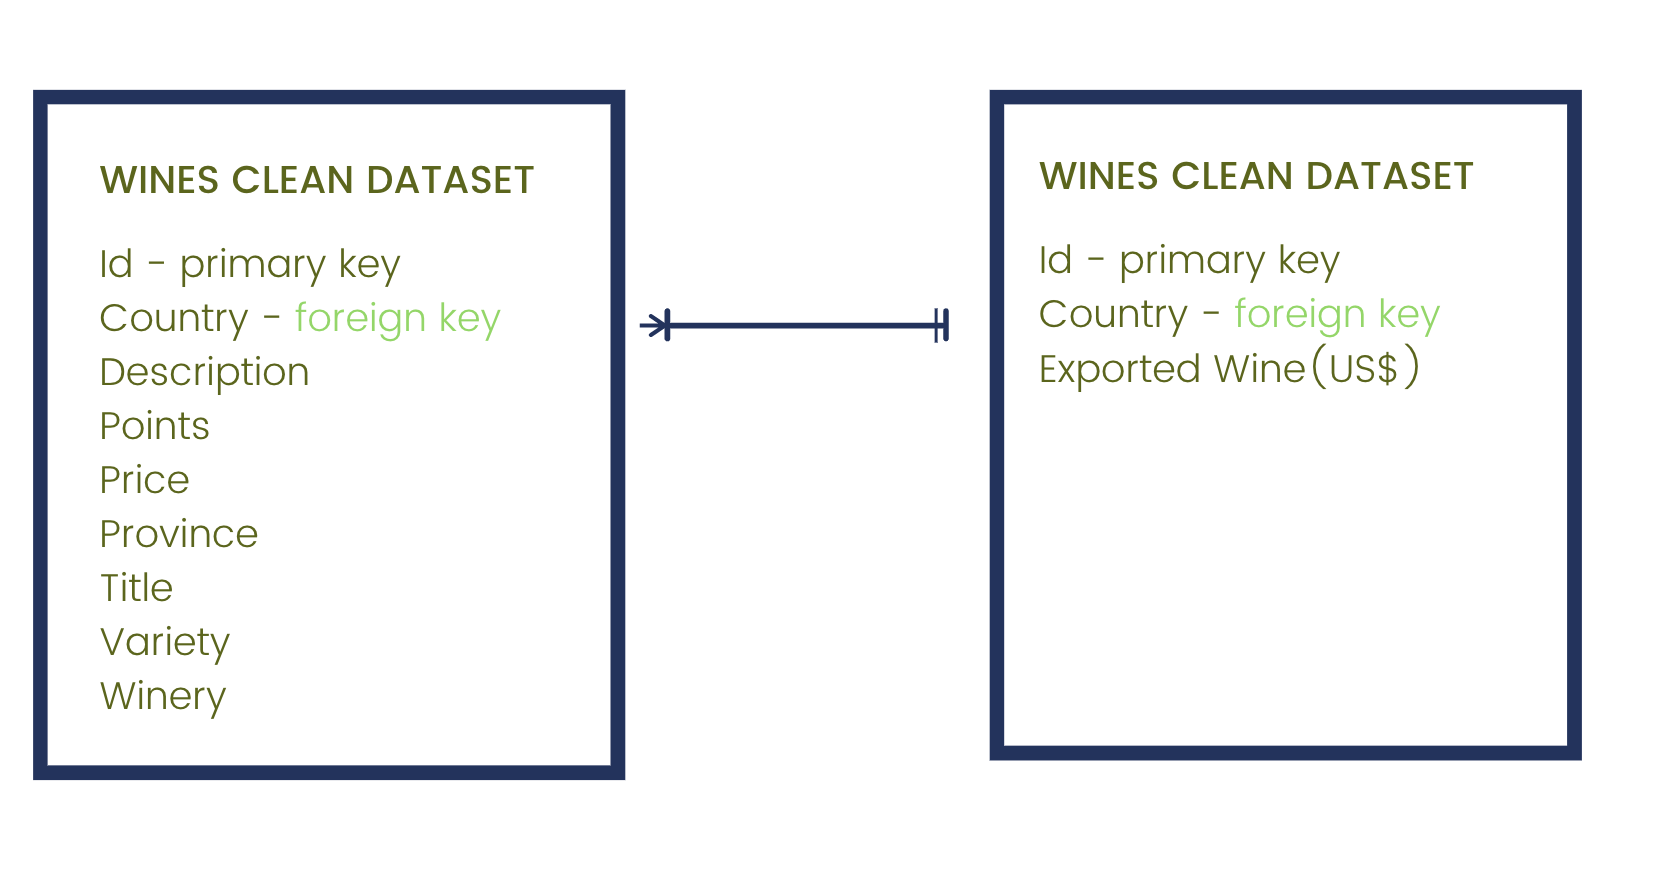 WINES CLEAN DATASET
Id - primary key
Country - foreign key
Description
Points
Price
Province
Title
Variety
Winery
WINES CLEAN DATASET
Id - primary key
Country - foreign key
Exported Wine(US$)